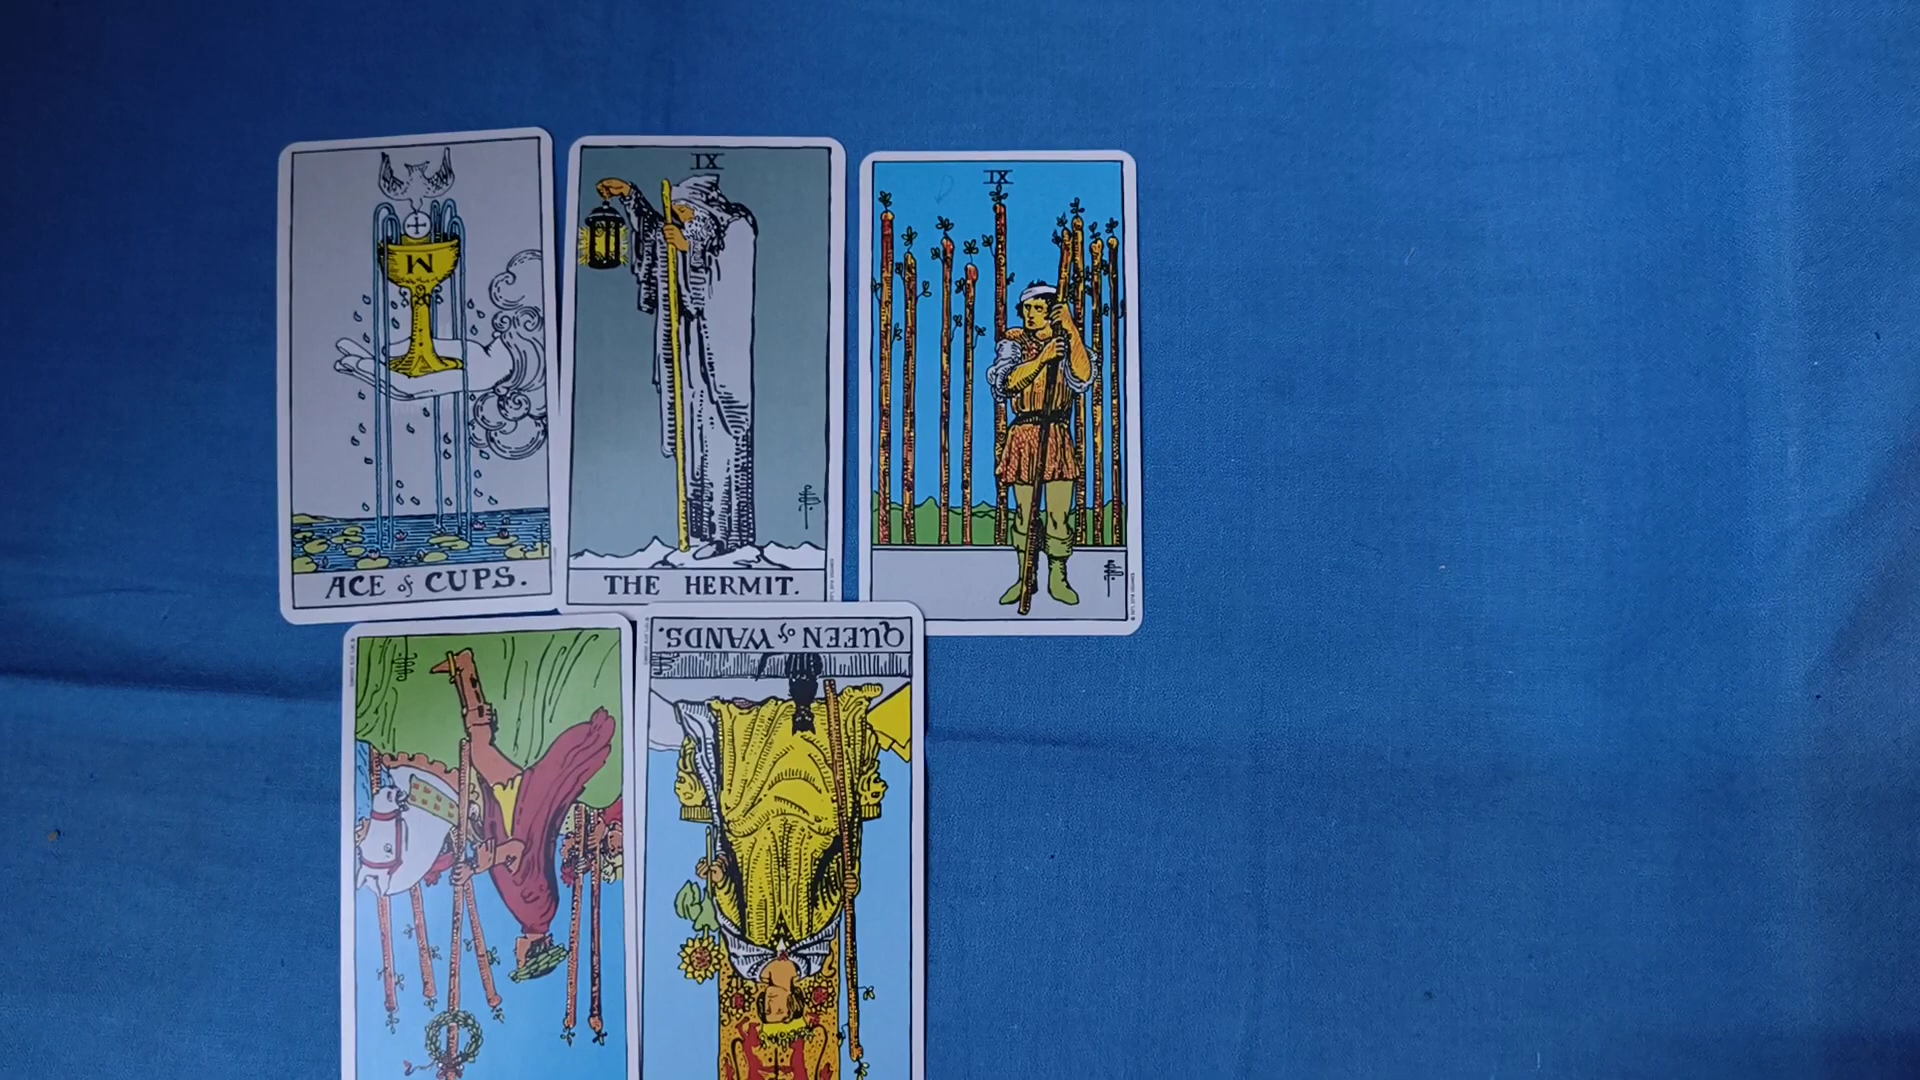 IX
IX
W
ACE of CUPS.
THE HERMIT.
QUEEN of WANDS.